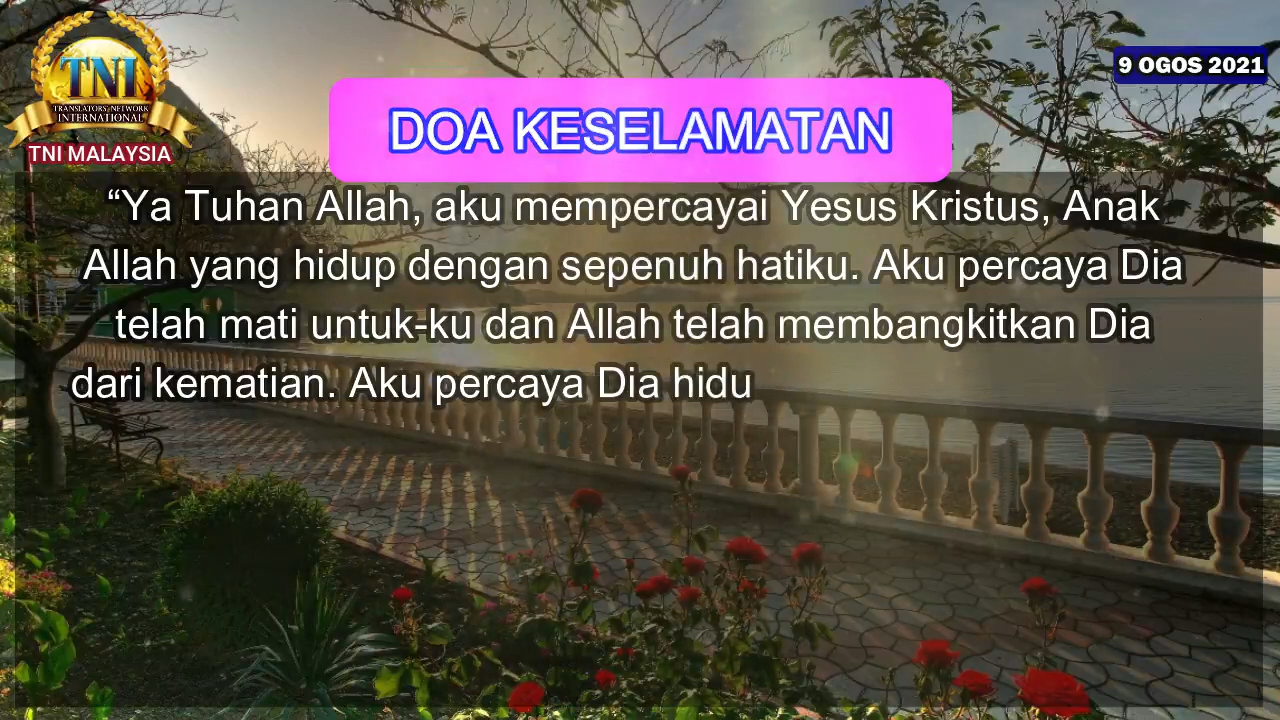 TNI
TRANSLATORS' NETWORK
INTERNATIONAL
TNI MALAYSIA
9 OGOS 2021
DOA KESELAMATAN
“Ya Tuhan Allah, aku mempercayai Yesus Kristus, Anak
Allah yang hidup dengan sepenuh hatiku. Aku percaya Dia
telah mati untuk-ku dan Allah telah membangkitkan Dia
dari kematian. Aku percaya Dia hidu